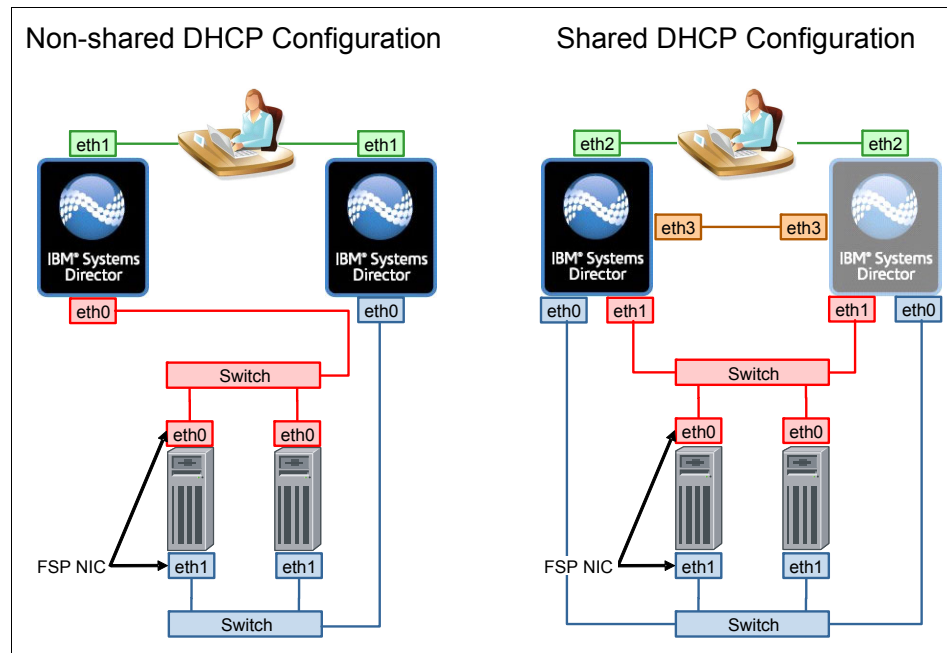 Non-shared DHCP Configuration
eth1
eth1
IBM® Systems
Director
IBM® Systems
Director
eth0
eth0
Switch
eth0
eth0
FSP NIC
eth1
eth1
Switch
Shared DHCP Configuration
eth2
eth2
eth3
eth3
IBM® Systems
Director
IBM® Systems
Director
eth0
eth1
eth1
eth0
Switch
eth0
eth0
FSP NIC
eth1
eth1
Switch